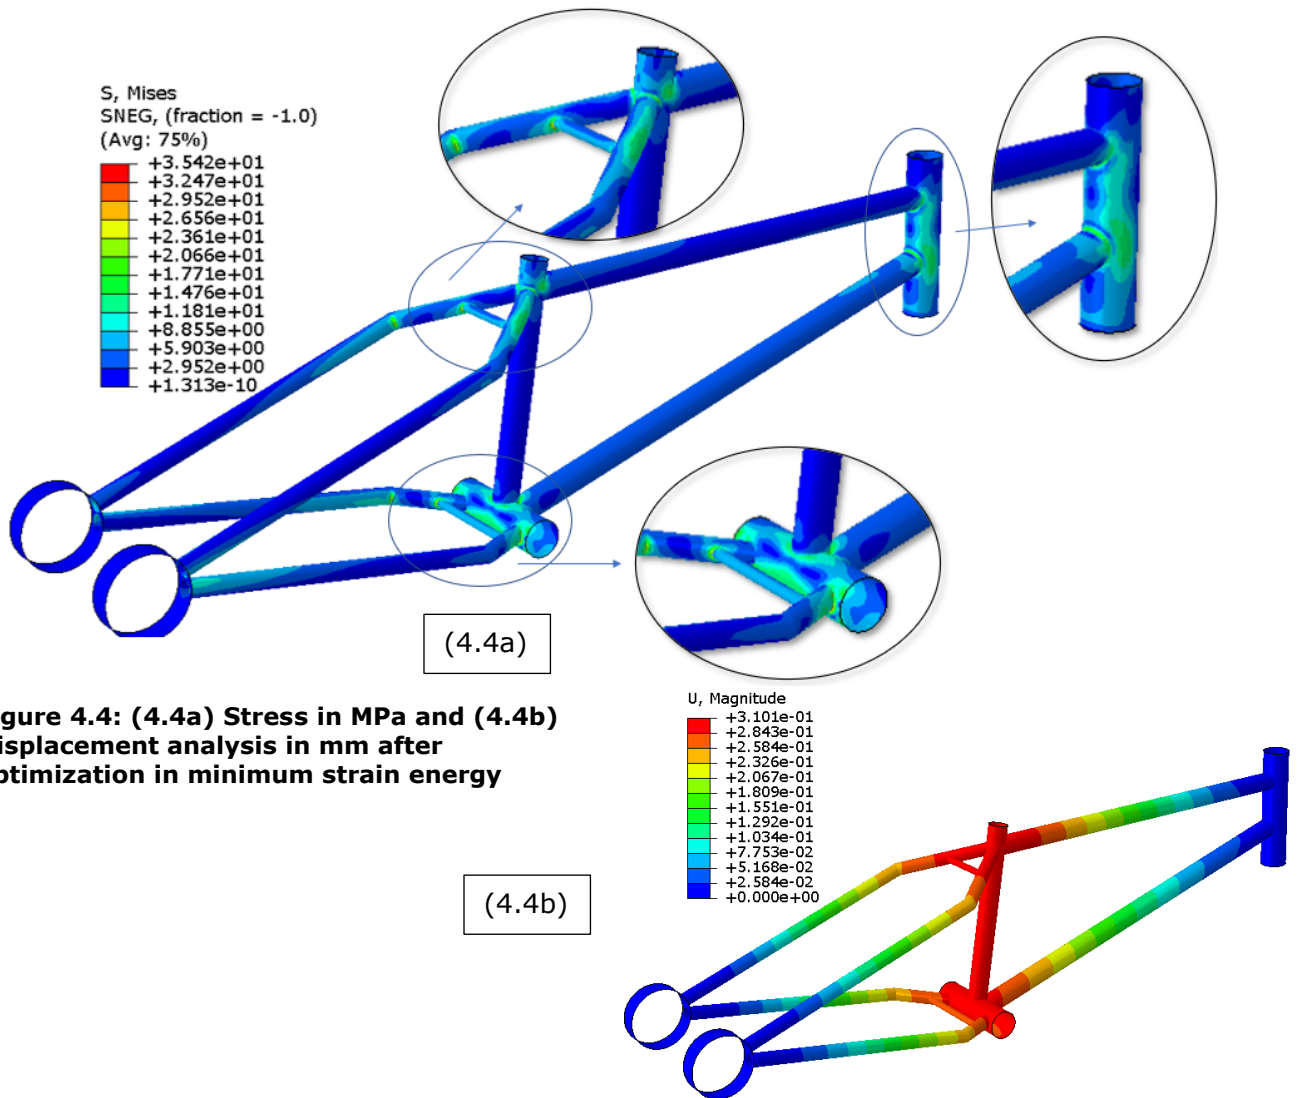 S, Mises
SNEG, (fraction = -1.0)
(Avg: 75%)
+3.542e+01
+3.247e+01
+2.952e+01
+2.656e+01
+2.361e+01
+2.066e+01
+1.771e+01
+1.476e+01
+1.181e+01
+8.855e+00
+5.903e+00
+2.952e+00
+1.313e-10
(4.4a)
gure 4.4: (4.4a) Stress in MPa and (4.4b)
isplacement analysis in mm after
ptimization in minimum strain energy
U, Magnitude
+3.101e-01
+2.843e-01
+2.584e-01
+2.326e-01
+2.067e-01
+1.809e-01
+1.551e-01
+1.292e-01
+1.034e-01
+7.753e-02
+5.168e-02
+2.584e-02
+0.000e+00
(4.4b)